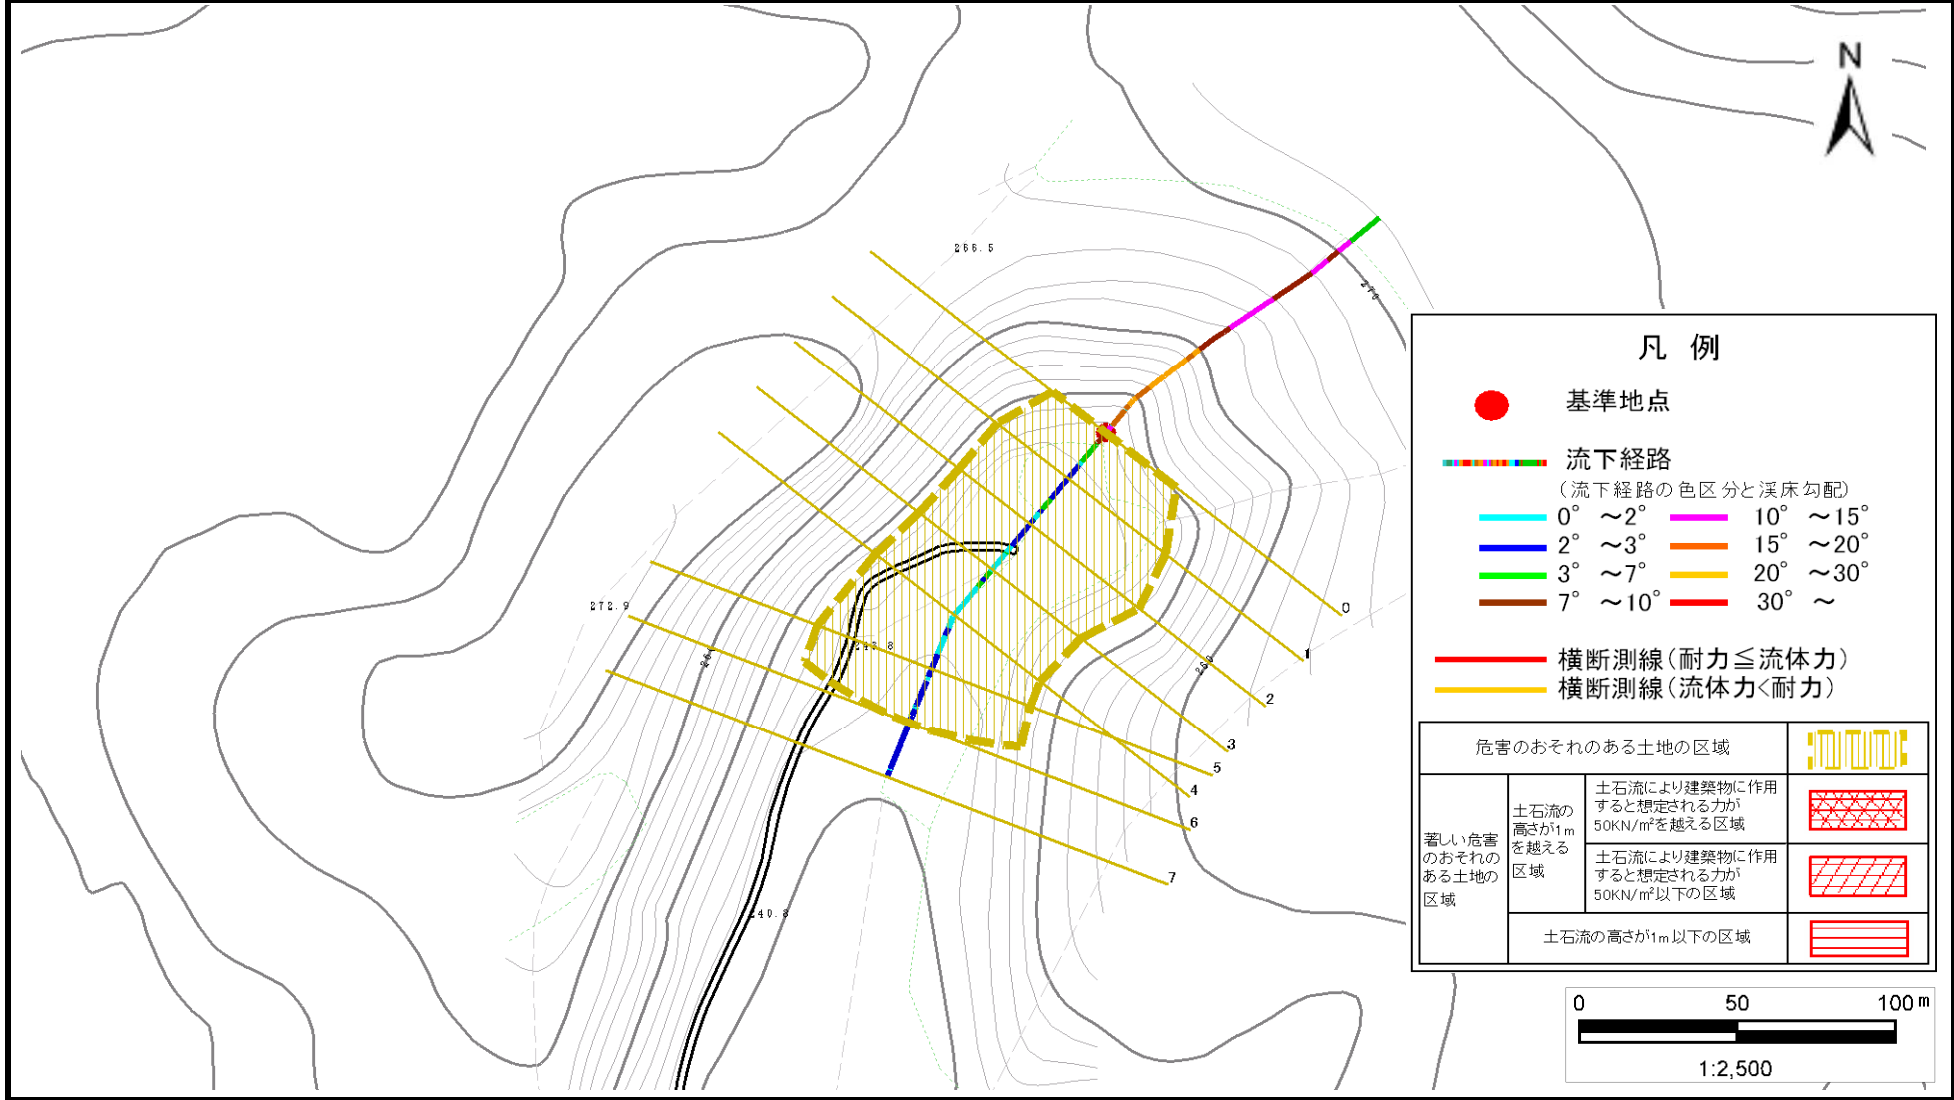 N
266.5
270
272.9
260
243.8
260
240.8
0
1
2
3
5
4
6
7
凡 例
基準地点
流下経路
(流下経路の色区分と渓床勾配)
0° ～2° 10° ～15°
2° ～3° 15° ～20°
3° ～7° 20° ～30°
7° ～10° 30° ～
横断測線(耐力≦流体力)
横断測線(流体力<耐力)
危害のおそれのある土地の区域
著しい危害
のおそれの
ある土地の
区域
土石流の
高さが1m
を越える
区域
土石流により建築物に作用
すると想定される力が
50KN/㎡を越える区域
土石流により建築物に作用
すると想定される力が
50KN/㎡以下の区域
土石流の高さが1m以下の区域
0 50 100m
1:2,500